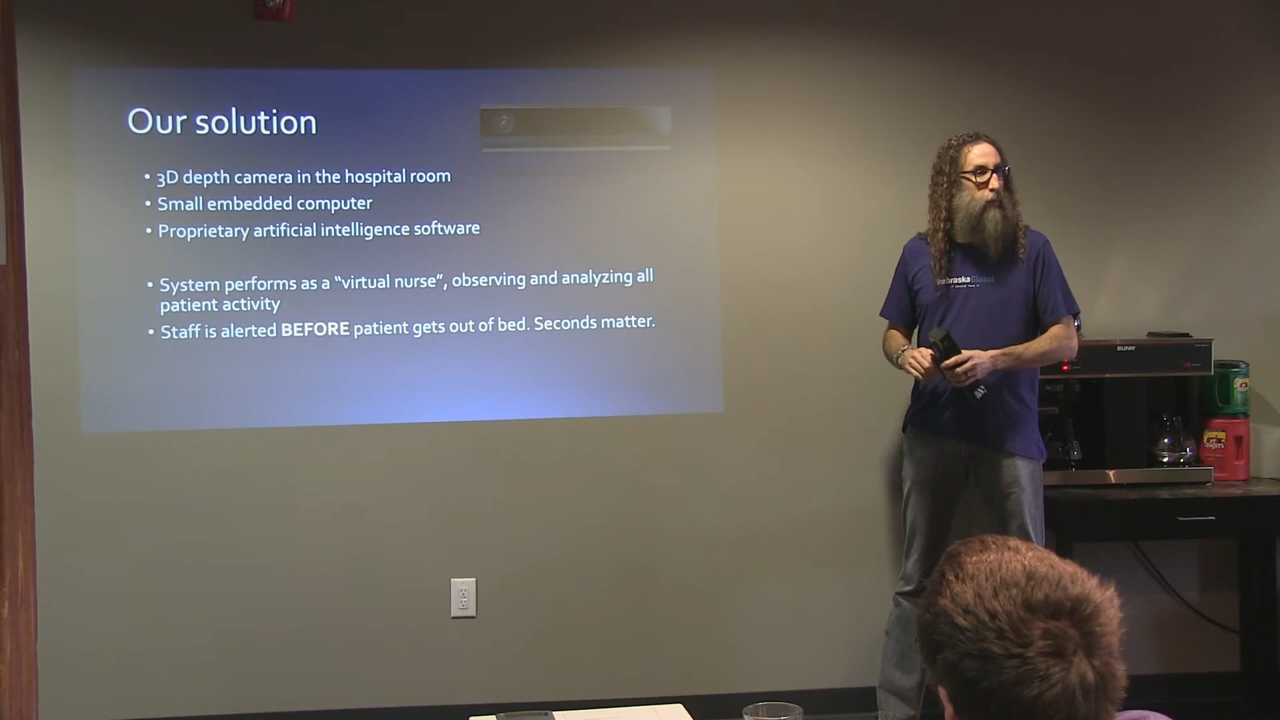 Our solution
• 3D depth camera in the hospital room
• Small embedded computer
• Proprietary artificial intelligence software
• System performs as a “virtual nurse”, observing and analyzing all
patient activity
• Staff is alerted BEFORE patient gets out of bed. Seconds matter.
NebraskaGlobal
BUNN